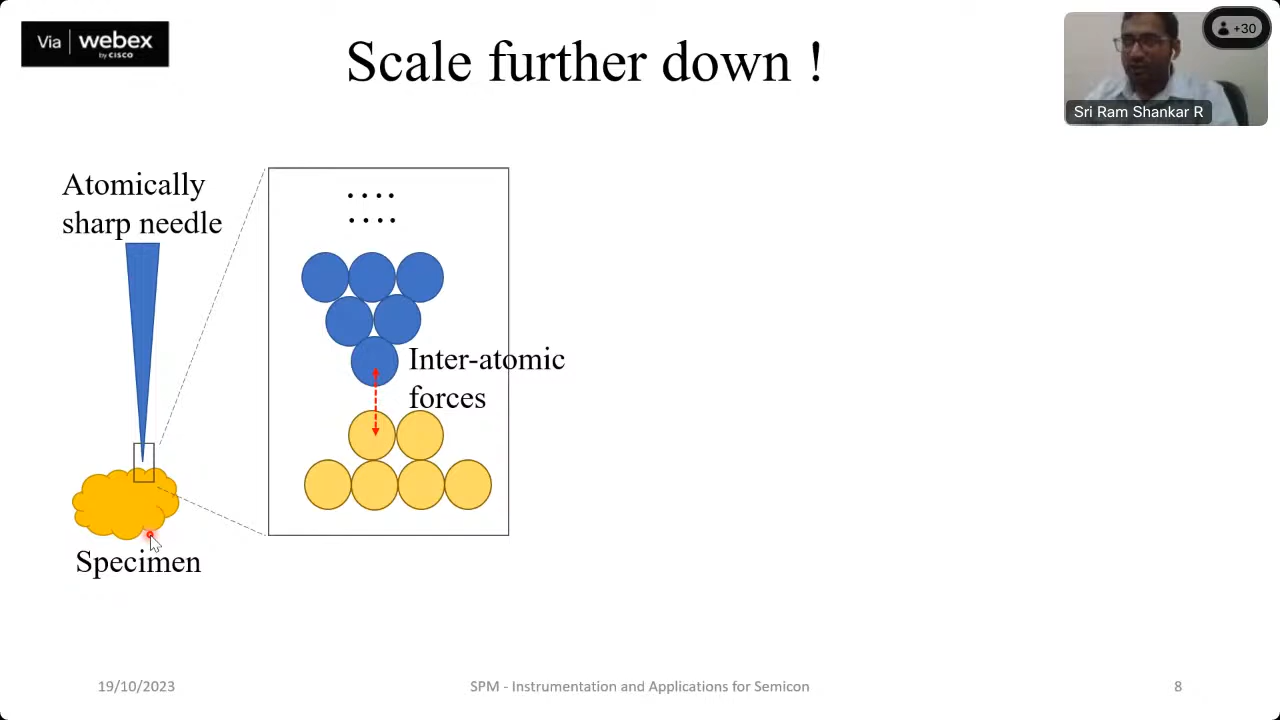 Via webex
by CISCO
Scale further down !
+30
Sri Ram Shankar R
Atomically
sharp needle
Inter-atomic
forces
Specimen
19/10/2023
SPM - Instrumentation and Applications for Semicon
8